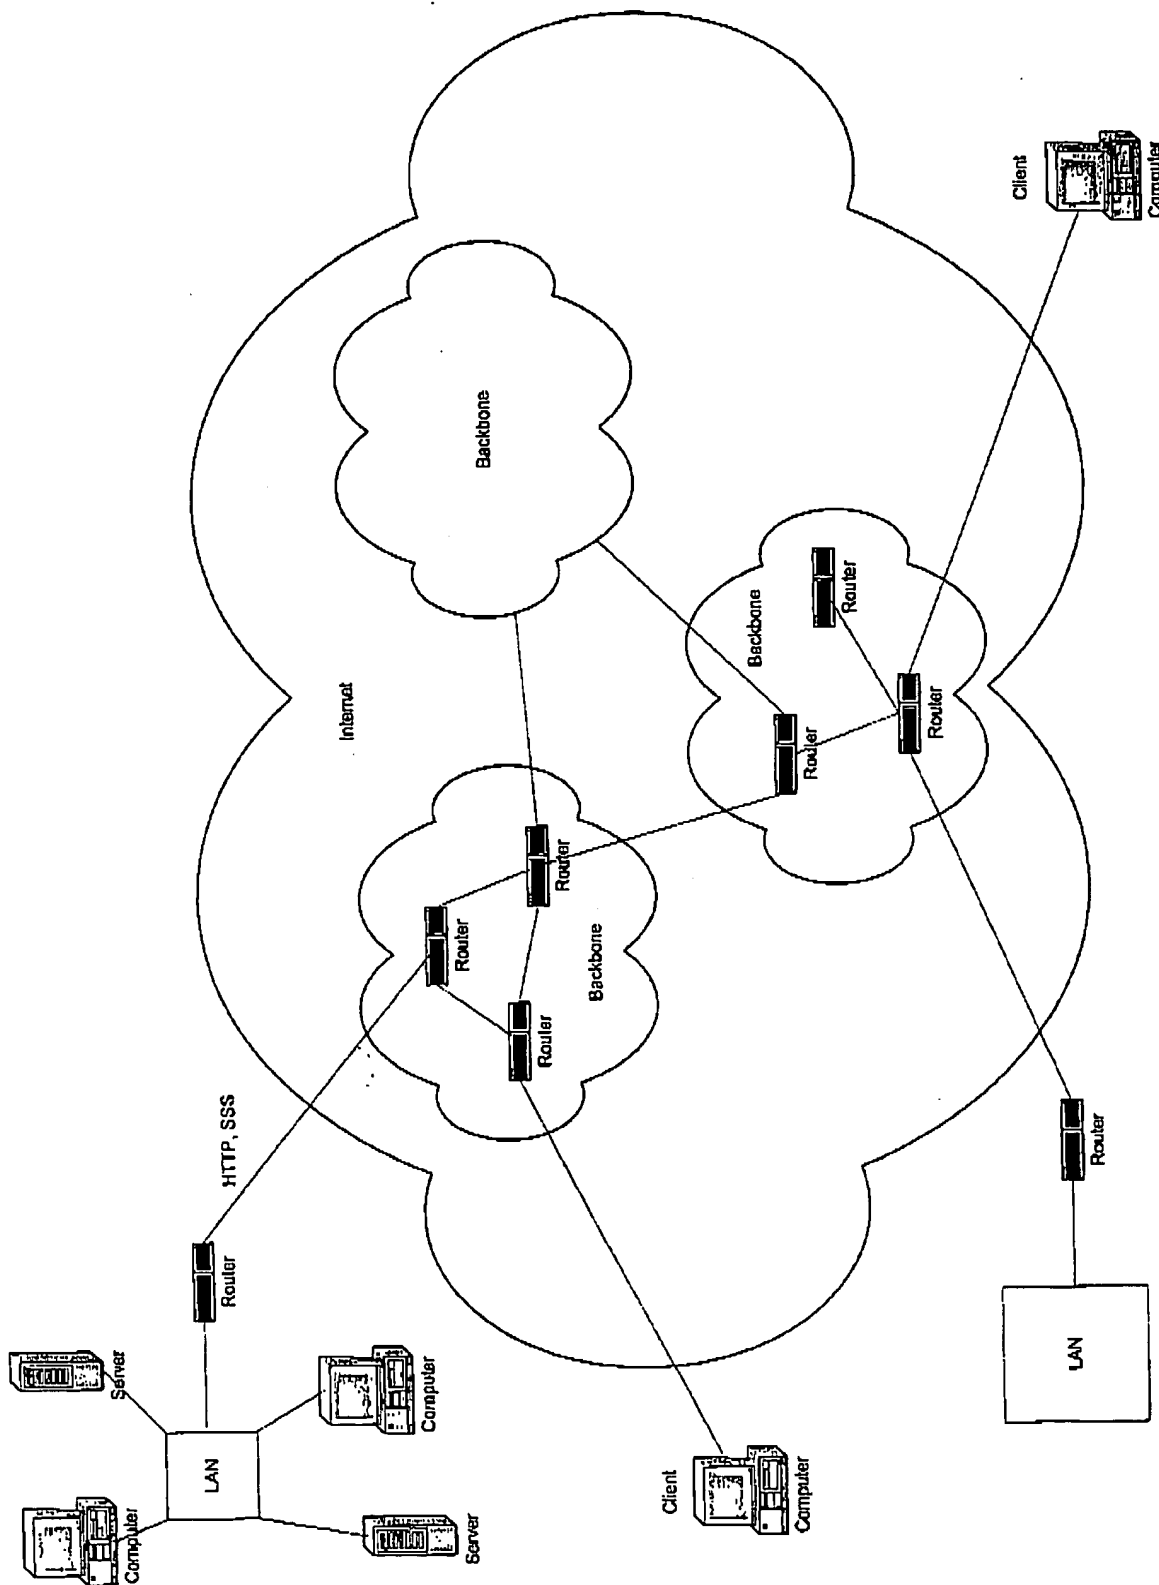 Server
Computer
LAN
Computer
Server
Router
HTTP, SSS
Client
Computer
Internet
Router
Router
Router
Backbone
Backbone
Backbone
Router
Router
Router
LAN
Router
Client
Computer